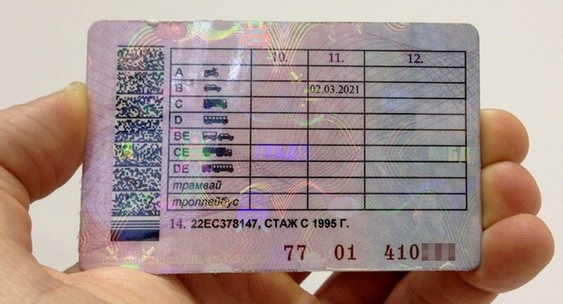 10. 11. 12.
A
B 02.03.2021
C
D
BE
CE
DE
трамвай
троллейбус
14. 22ЕС378147, СТАЖ С 1995 Г.
77 01 410